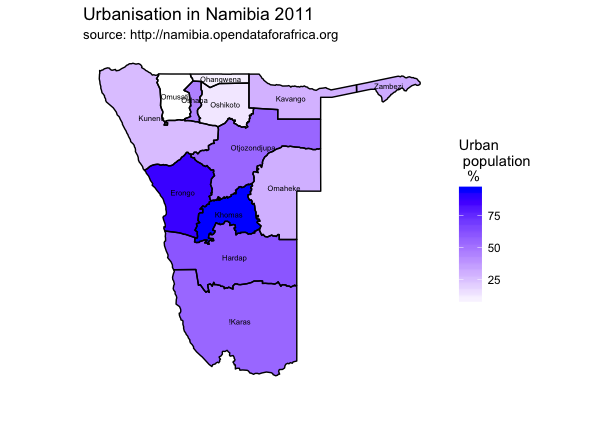 Urbanisation in Namibia 2011
source: http://namibia.opendataforafrica.org
Ohangwena
Zambezi
Omusati
Oshana
Oshikoto
Kavango
Kunene
Otjozondjupa
Omaheke
Erongo
Khomas
Hardap
!Karas
Urban
population
%
75
50
25